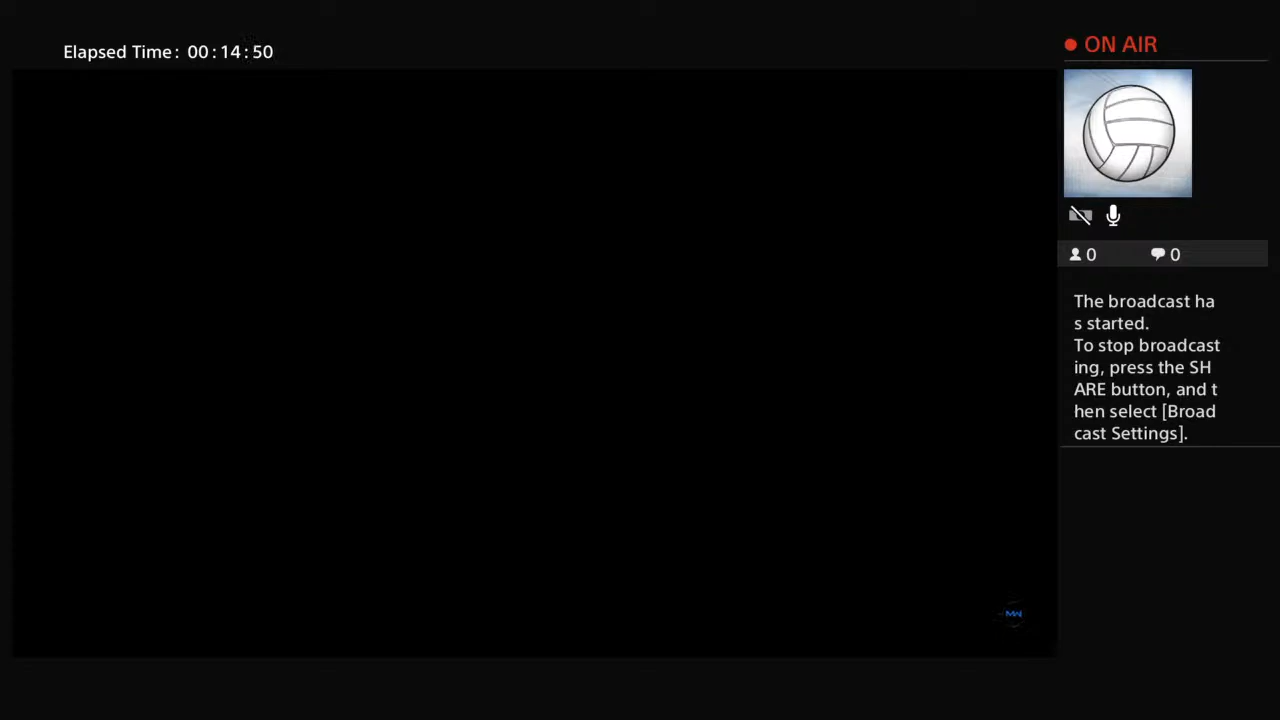 Elapsed Time: 00:14:50
ON AIR
0
0
The broadcast ha
s started.
To stop broadcast
ing, press the SH
ARE button, and t
hen select [Broad
cast Settings].
MW